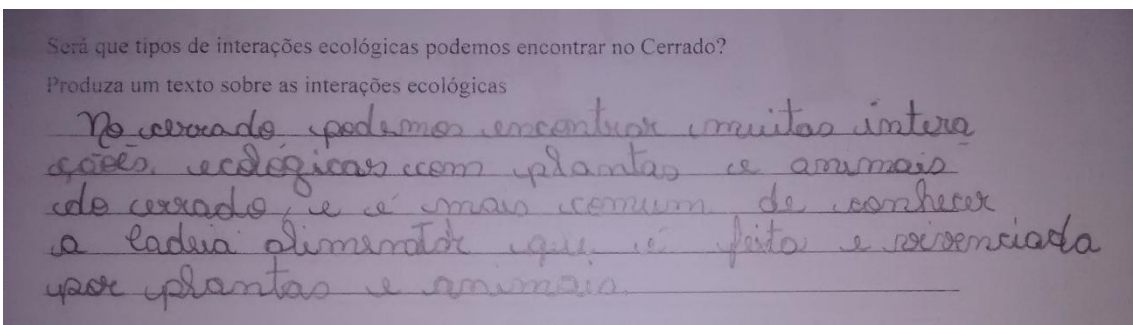 Será que tipos de interações ecológicas podemos encontrar no Cerrado?
Produza um texto sobre as interações ecológicas
No cerrado podemos encontrar muitas intera
ções ecológicas com plantas e animais
do cerrado, e é mais comum de conhecer
a cadeia alimentar que é feita e vivenciada
por plantas e animais.